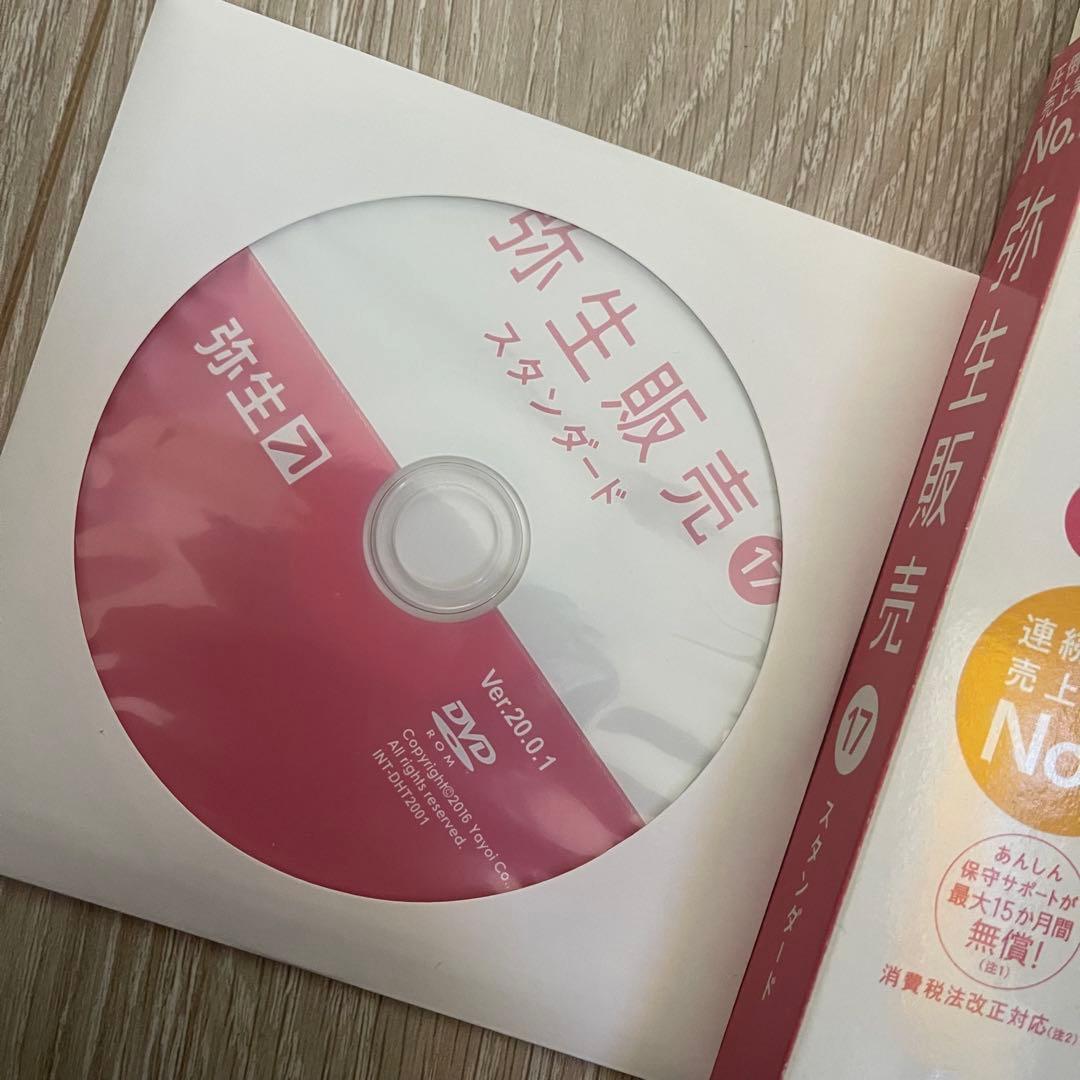 弥生販売
スタンダード
17
弥生
Ver.20.0.1
DVD
ROM
Copyright©2016 Yayoi Co.,
All rights reserved.
INT-DHT2001
売上
No.
弥生販売 17 スタンダード
連続
売上
No.
あんしん
保守サポートが
最大15か月間
無償!
(注1)
消費税法改正対応(注2)